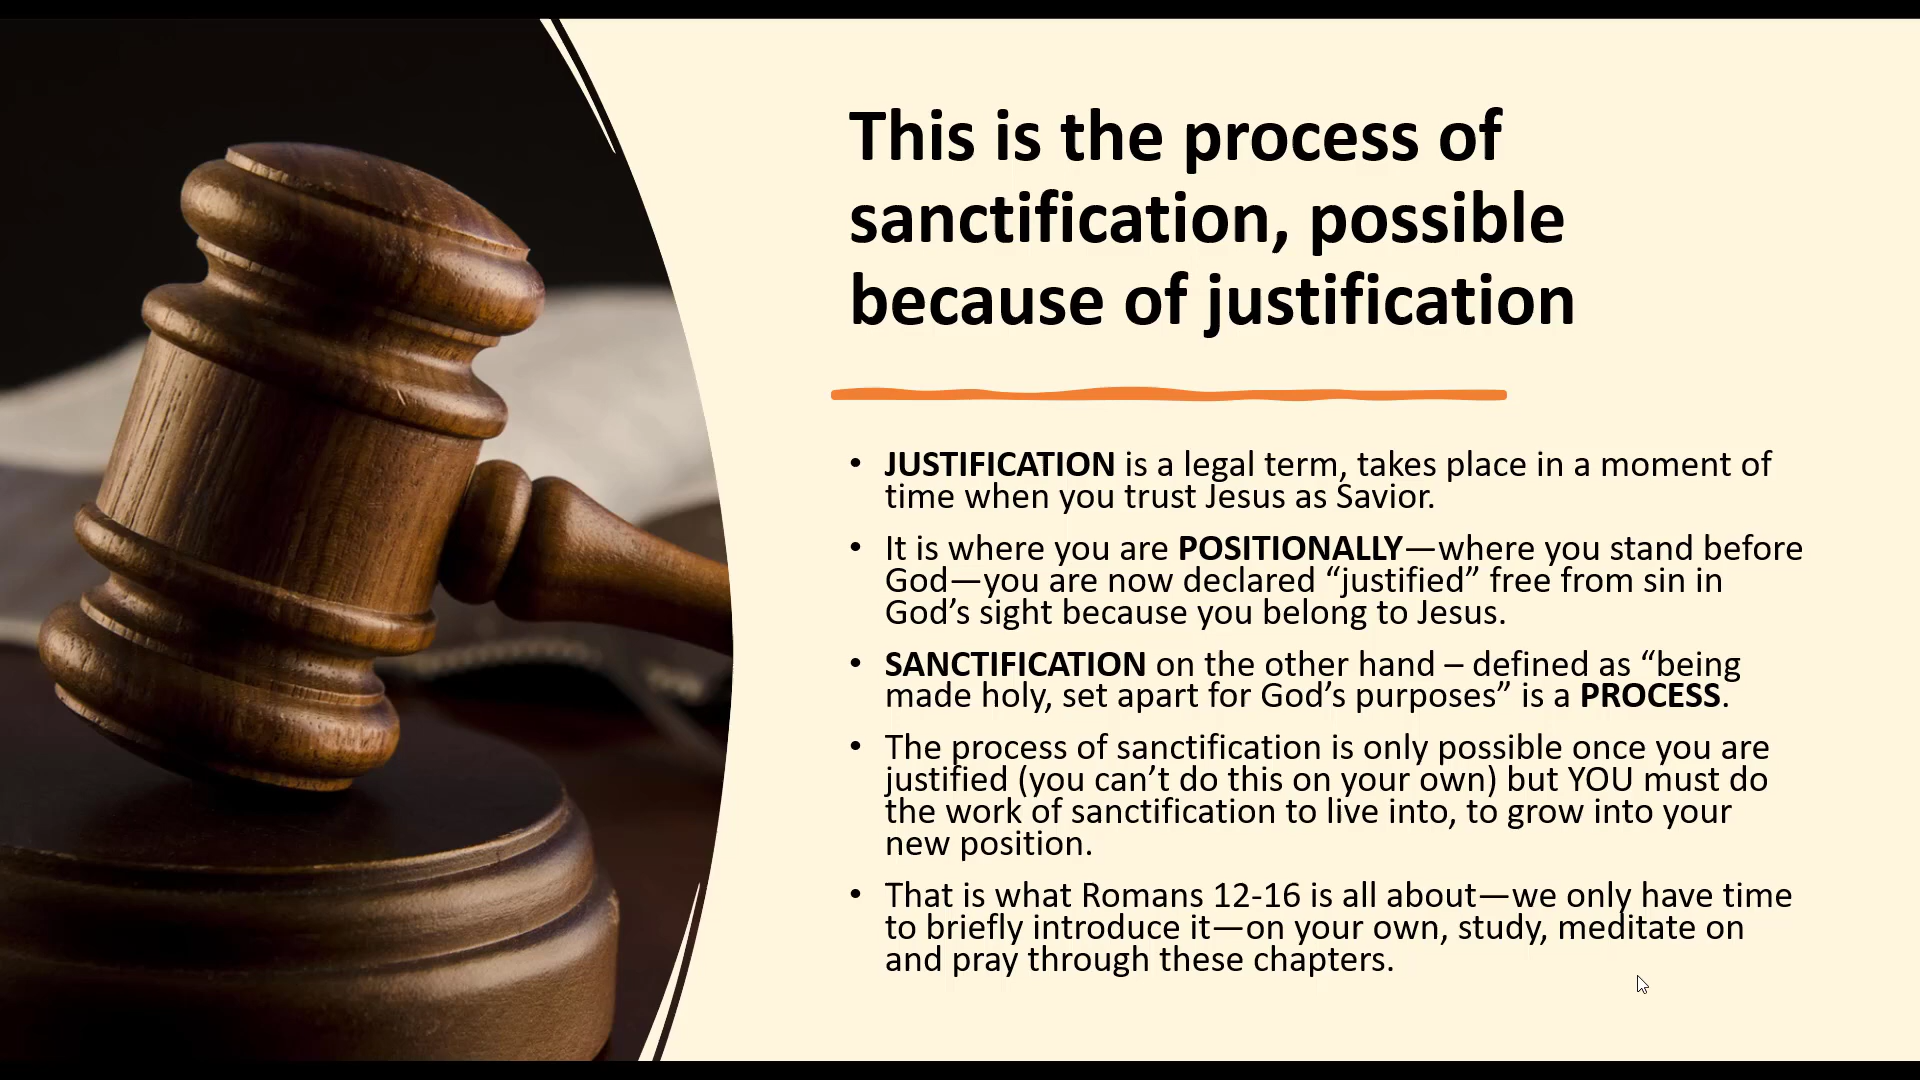 This is the process of
sanctification, possible
because of justification
• JUSTIFICATION is a legal term, takes place in a moment of
time when you trust Jesus as Savior.
• It is where you are POSITIONALLY—where you stand before
God—you are now declared “justified” free from sin in
God’s sight because you belong to Jesus.
• SANCTIFICATION on the other hand – defined as “being
made holy, set apart for God’s purposes” is a PROCESS.
• The process of sanctification is only possible once you are
justified (you can’t do this on your own) but YOU must do
the work of sanctification to live into, to grow into your
new position.
• That is what Romans 12-16 is all about—we only have time
to briefly introduce it—on your own, study, meditate on
and pray through these chapters.